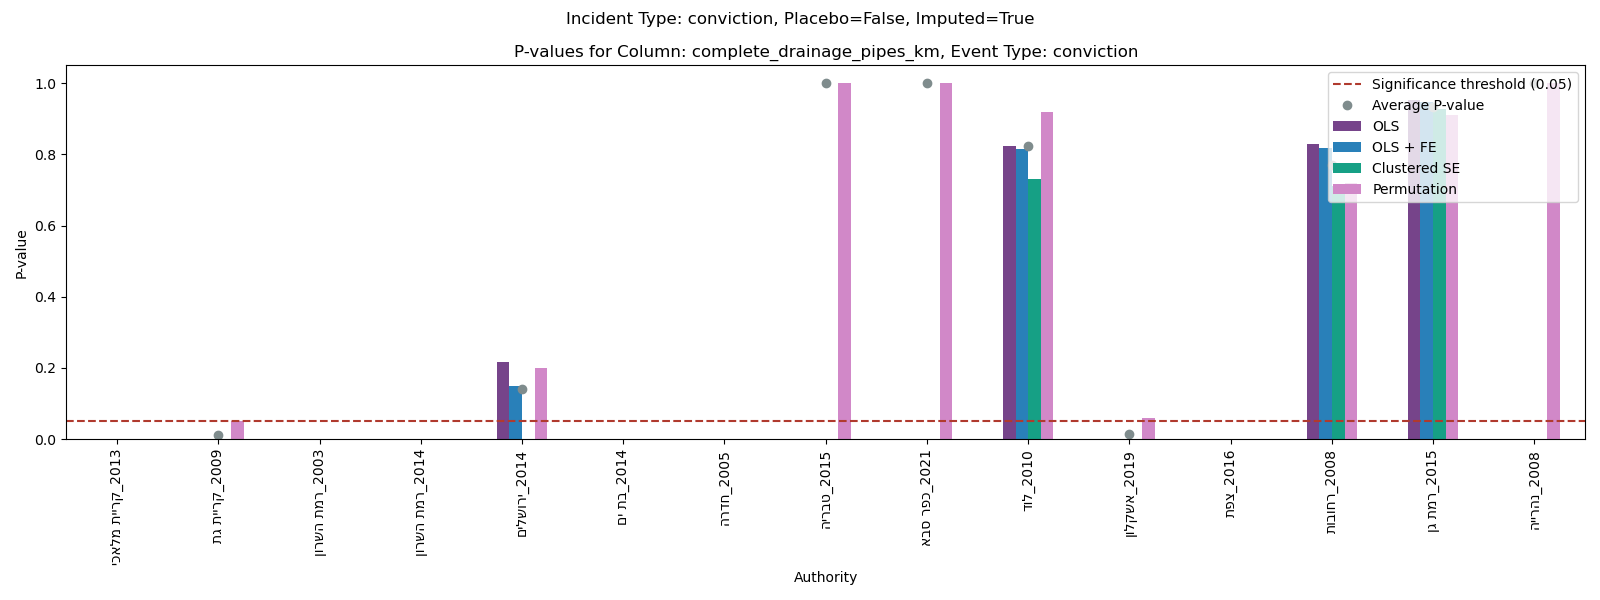 Incident Type: conviction, Placebo=False, Imputed=True
P-values for Column: complete_drainage_pipes_km, Event Type: conviction
Significance threshold (0.05)
Average P-value
OLS
OLS + FE
Clustered SE
Permutation
P-value
1.0
0.8
0.6
0.4
0.2
0.0
קריית מלאכי_2013
קריית גת_2009
רמת השרון_2003
רמת השרון_2014
ירושלים_2014
בת ים_2014
חדרה_2005
טבריה_2015
כפר סבא_2021
לוד_2010
אשקלון_2019
צפת_2016
רחובות_2008
רמת גן_2015
נהרייה_2008
Authority